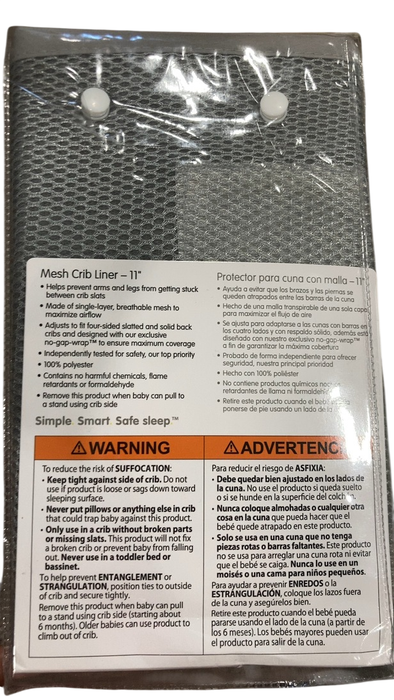 Mesh Crib Liner – 11"
• Helps prevent arms and legs from getting stuck
between crib slats
• Made of single-layer, breathable mesh to
maximize airflow
• Adjusts to fit four-sided slatted and solid back
cribs and designed with our exclusive
no-gap-wrap™ to ensure maximum coverage
• Independently tested for safety, our top priority
• 100% polyester
• Contains no harmful chemicals, flame
retardants or formaldehyde
• Remove this product when baby can pull to
a stand using crib side
Simple. Smart. Safe sleep.™
Protector para cuna con malla – 11"
• Ayuda a evitar que los brazos y las piernas se
queden atrapados entre las barras de la cuna
• Hecho de una malla transpirable de una sola capa
para maximizar el flujo de aire
• Se ajusta para adaptarse a las cunas con barras en
los cuatro lados y con respaldo sólido, además está
diseñado con nuestro exclusivo no-gap-wrap™
a fin de garantizar la máxima cobertura
• Probado de forma independiente para ofrecer
seguridad, nuestra principal prioridad
• Hecho con 100% poliéster
• No contiene productos químicos
retardantes de llama ni
• Retire este producto cuando el bebé
ponerse de pie usando un lado de
⚠WARNING
To reduce the risk of SUFFOCATION:
• Keep tight against side of crib. Do not
use if product is loose or sags down toward
sleeping surface.
• Never put pillows or anything else in crib
that could trap baby against this product.
• Only use in a crib without broken parts
or missing slats. This product will not fix
a broken crib or prevent baby from falling
out. Never use in a toddler bed or
bassinet.
To help prevent ENTANGLEMENT or
STRANGULATION, position ties to outside
of crib and secure tightly.
Remove this product when baby can pull
to a stand using crib side (starting about
6 months). Older babies can use product to
climb out of crib.
⚠ADVERTENC
Para reducir el riesgo de ASFIXIA:
• Debe quedar bien ajustado en los lados de
la cuna. No use el producto si queda suelto
o si se hunde en la superficie del
• Nunca coloque almohadas o cualquier otra
cosa en la cuna que pueda hacer que el
bebé quede atrapado en este producto.
• Solo se usa en una cuna que no tenga
piezas rotas o barras faltantes. Este producto
no se usa para arreglar una cuna rota ni evitar
que el bebé se caiga. Nunca lo use en un
moisés o una cama para niños pequeños.
Para ayudar a prevenir ENREDOS o la
ESTRANGULACIÓN, coloque los lazos fuera
de la cuna y asegúrelos bien.
Retire este producto cuando el bebé pueda
pararse usando el lado de la cuna (a partir de
los 6 meses). Los bebés mayores pueden usar
el producto para salir de la cuna.